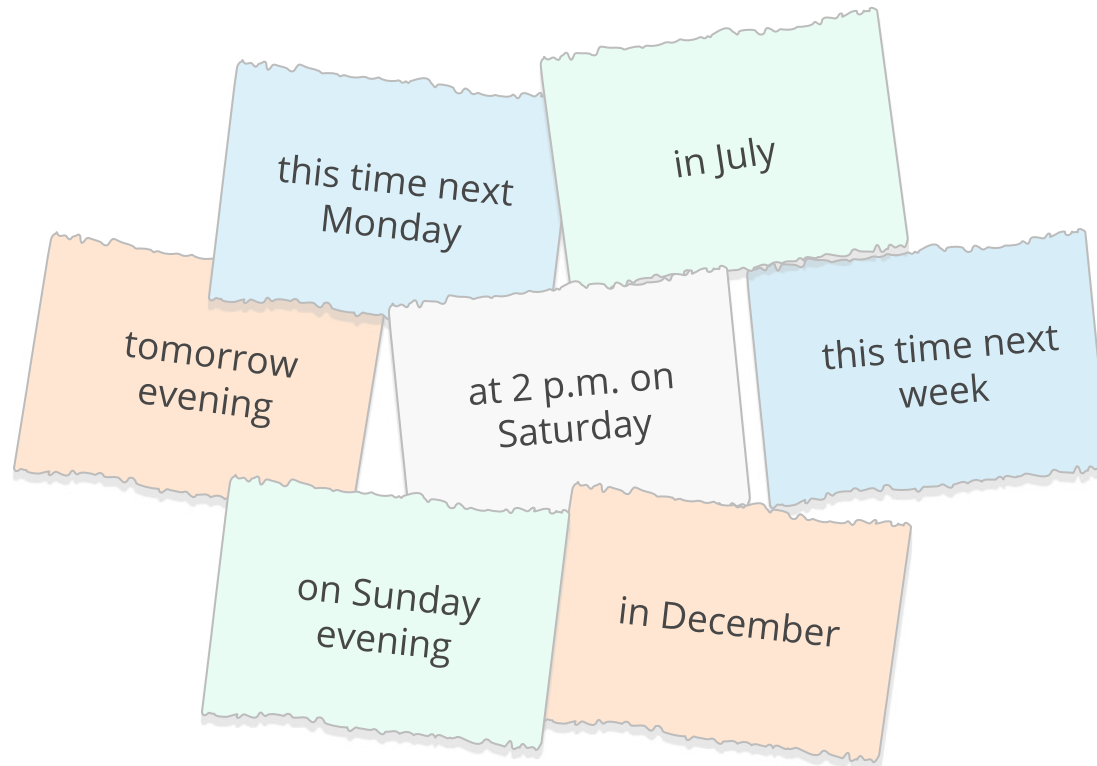 this time next
Monday
in July
tomorrow
evening
at 2 p.m. on
Saturday
this time next
week
on Sunday
evening
in December